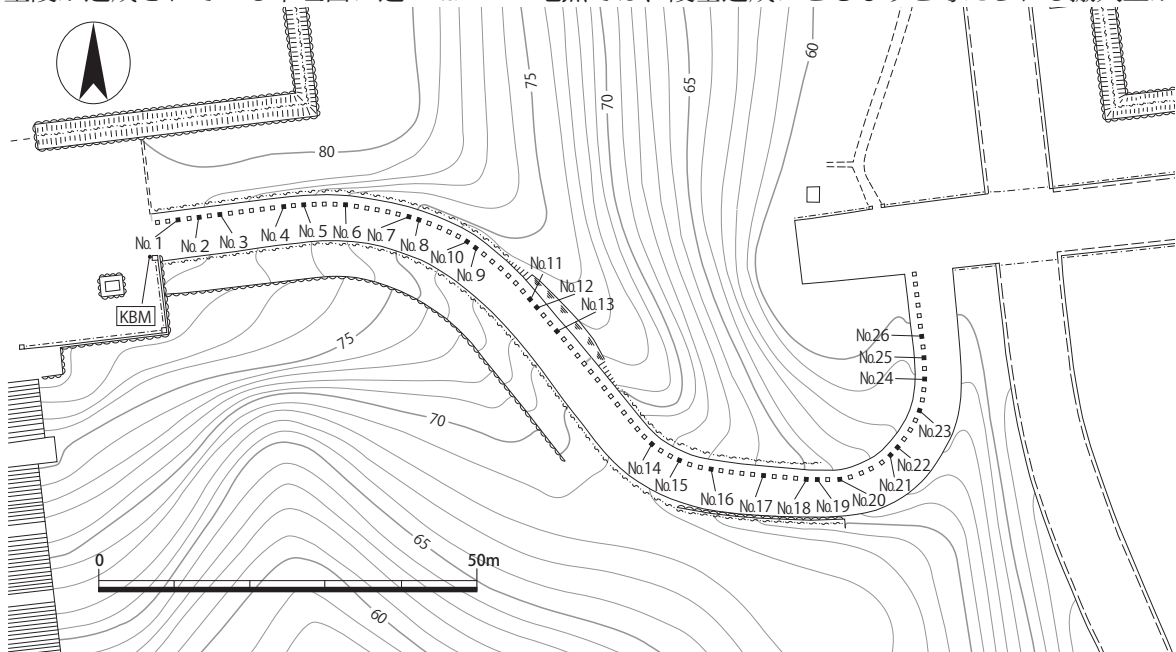 60
75
70
65
80
No. 1
No. 2
No. 3
No. 4
No. 5
No. 6
No. 7
No. 8
No. 10
No. 9
No. 11
No. 12
No. 13
KBM
75
70
No. 26
No. 25
No. 24
No. 23
No. 22
No. 21
No. 20
No. 19
No. 18
No. 17
No. 16
No. 15
No. 14
65
60
0 50m